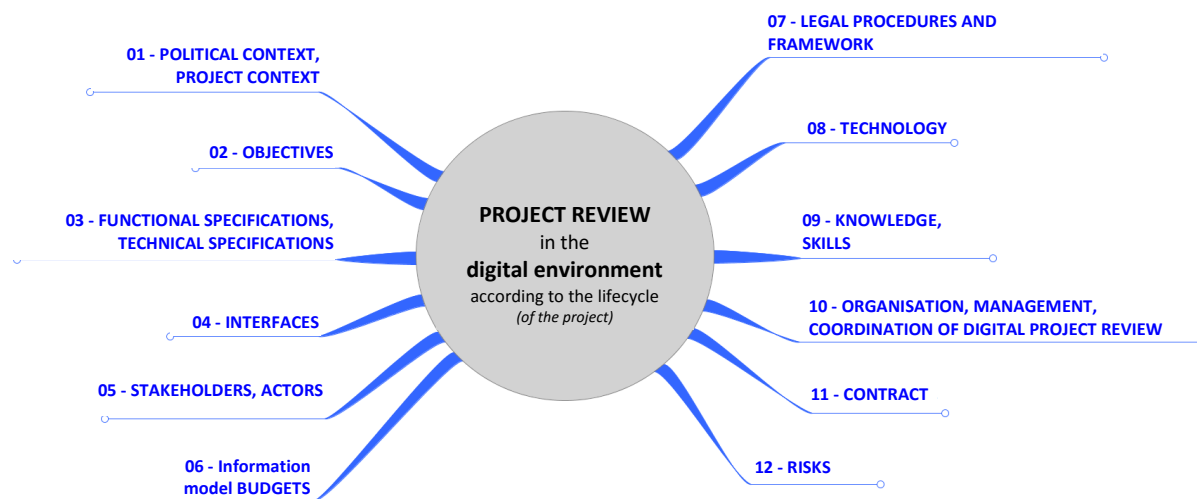 01 - POLITICAL CONTEXT,
PROJECT CONTEXT
02 - OBJECTIVES
03 - FUNCTIONAL SPECIFICATIONS,
TECHNICAL SPECIFICATIONS
04 - INTERFACES
05 - STAKEHOLDERS, ACTORS
06 - Information
model BUDGETS
PROJECT REVIEW
in the
digital environment
according to the lifecycle
(of the project)
07 - LEGAL PROCEDURES AND
FRAMEWORK
08 - TECHNOLOGY
09 - KNOWLEDGE,
SKILLS
10 - ORGANISATION, MANAGEMENT,
COORDINATION OF DIGITAL PROJECT REVIEW
11 - CONTRACT
12 - RISKS